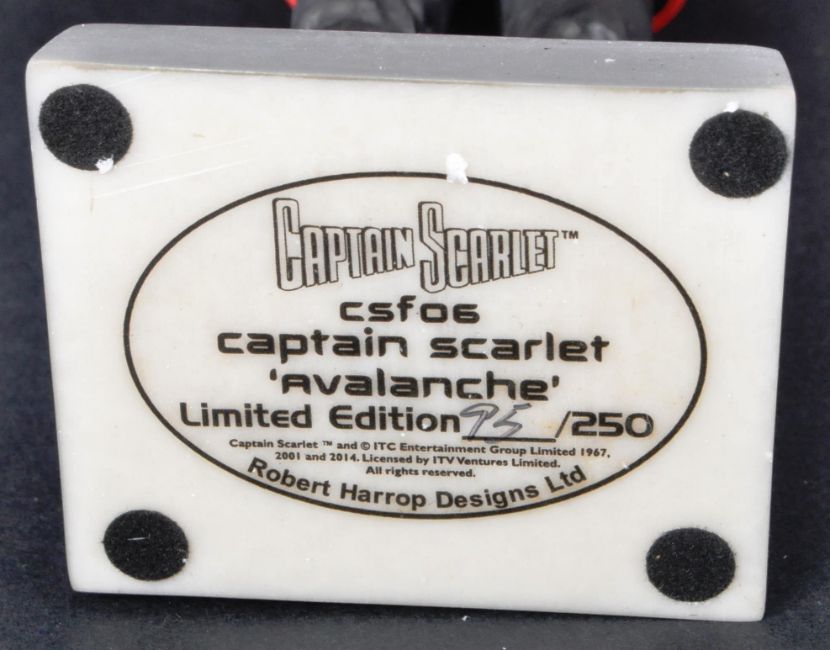 CAPTAIN SCARLET™
csf06
captain scarlet
'Avalanche'
Limited Edition 95/250
Captain Scarlet ™ and © ITC Entertainment Group Limited 1967,
2001 and 2014. Licensed by ITV Ventures Limited.
All rights reserved.
Robert Harrop Designs Ltd